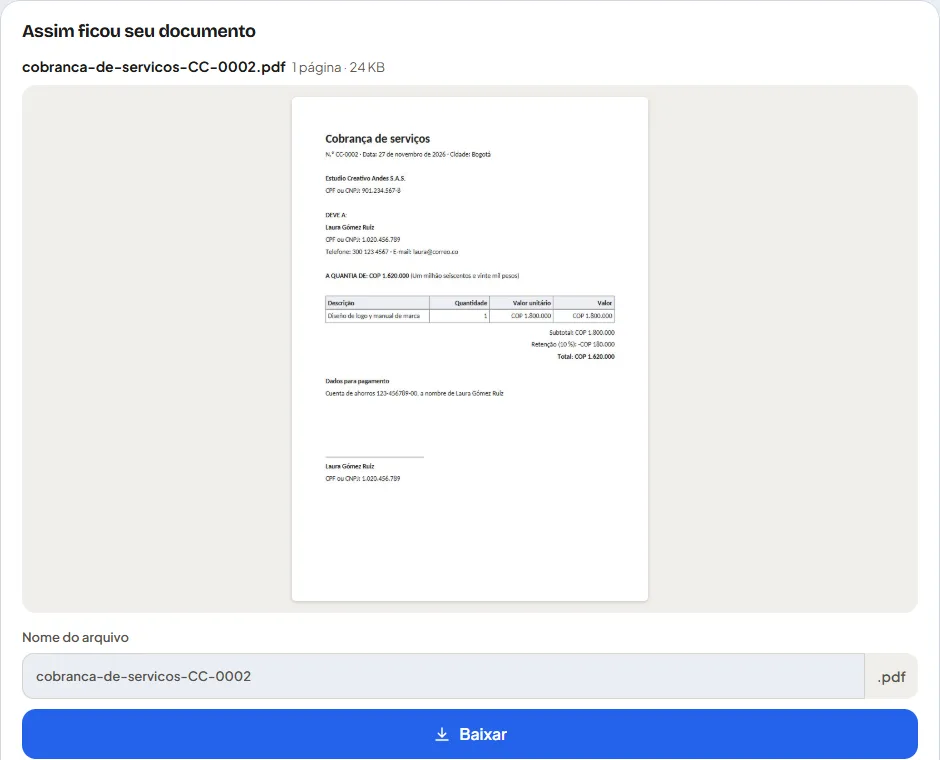 Assim ficou seu documento
cobranca-de-servicos-CC-0002.pdf 1 página · 24 KB
Cobrança de serviços
N.º CC-0002 · Data: 27 de novembro de 2026 · Cidade: Bogotá
Estudio Creativo Andes S.A.S.
CPF ou CNPJ: 901.234.567-8
DEVE A:
Laura Gómez Ruiz
CPF ou CNPJ: 1.020.456.789
Telefone: 300 123 4567 · E-mail: laura@correo.co
A QUANTIA DE: COP 1.620.000 (Um milhão seiscentos e vinte mil pesos)
Descrição Quantidade Valor unitário Valor
Diseño de logo y manual de marca 1 COP 1.800.000 COP 1.800.000
Subtotal: COP 1.800.000
Retenção (10 %): -COP 180.000
Total: COP 1.620.000
Dados para pagamento
Cuenta de ahorros 123-456789-00, a nombre de Laura Gómez Ruiz
Laura Gómez Ruiz
CPF ou CNPJ: 1.020.456.789
Nome do arquivo
cobranca-de-servicos-CC-0002 .pdf
Baixar